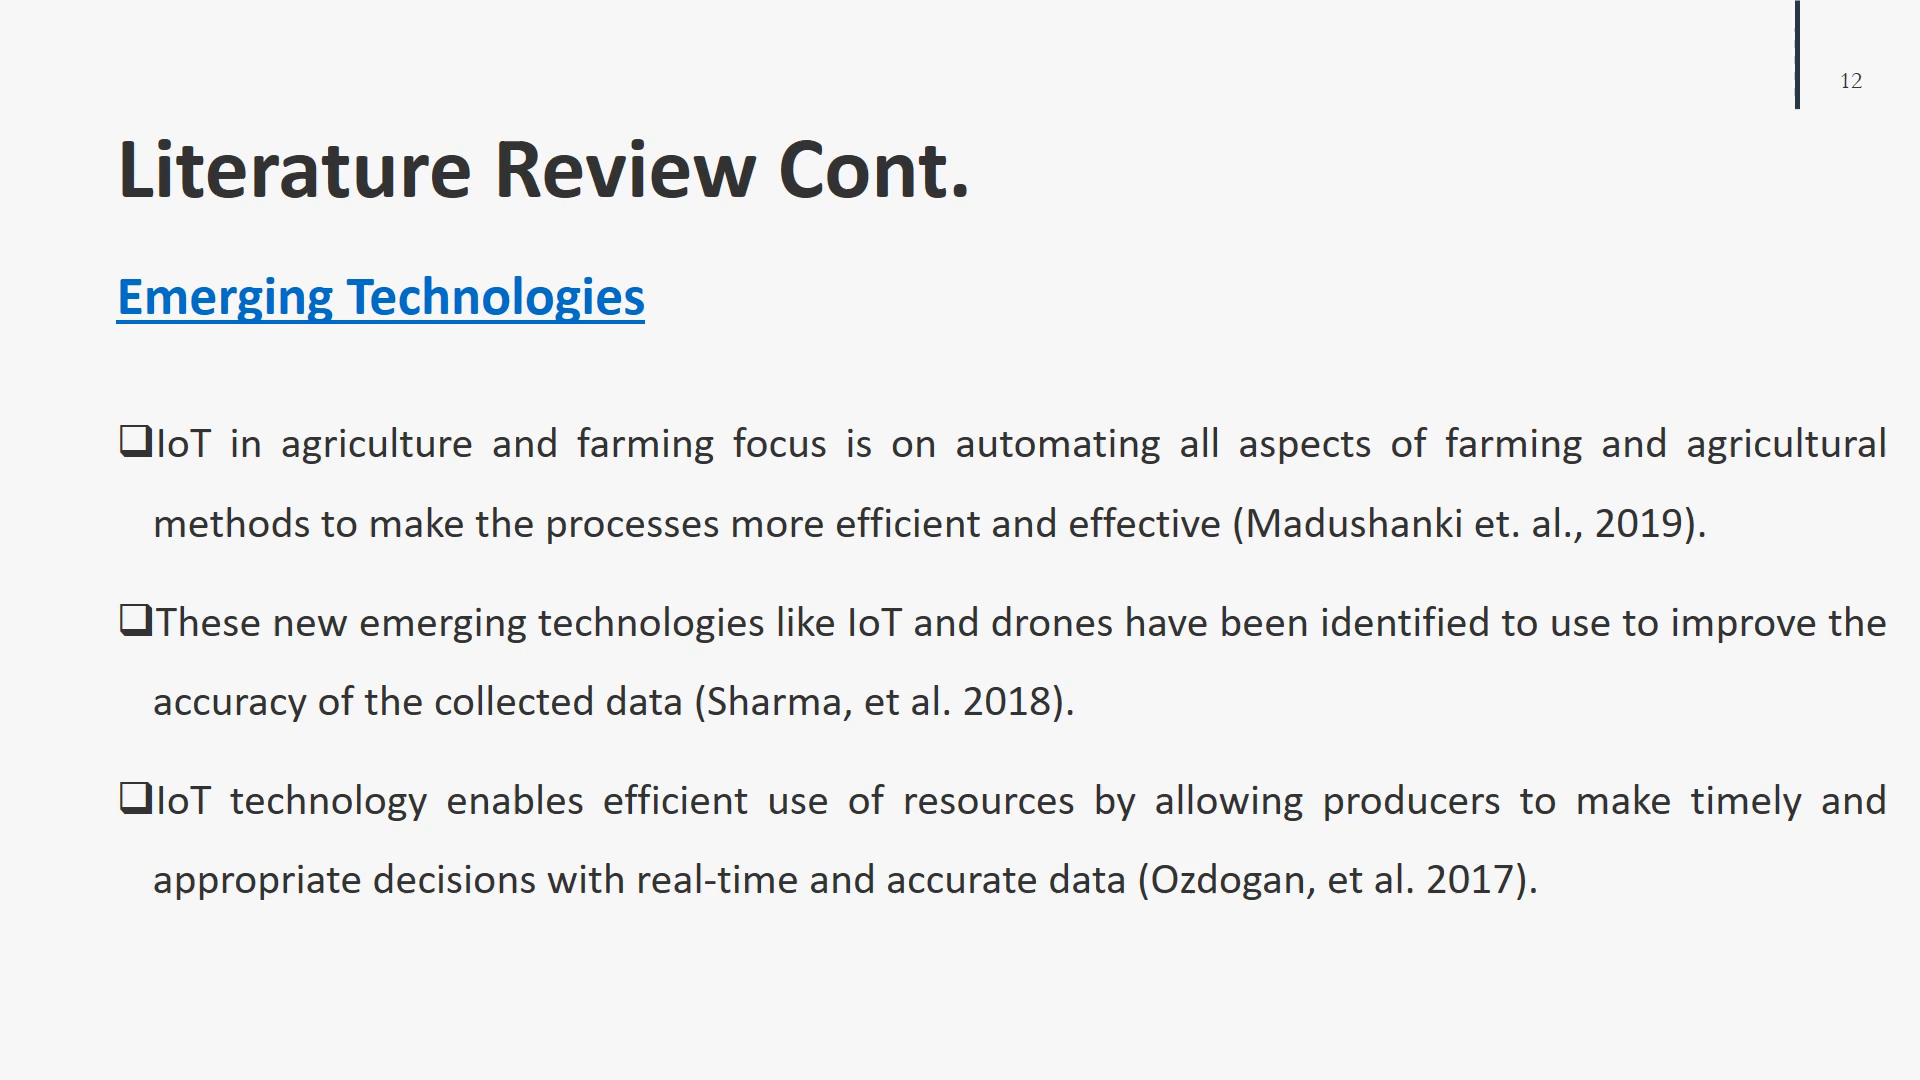 12
Literature Review Cont.
Emerging Technologies
❑IoT in agriculture and farming focus is on automating all aspects of farming and agricultural
methods to make the processes more efficient and effective (Madushanki et. al., 2019).
❑These new emerging technologies like IoT and drones have been identified to use to improve the
accuracy of the collected data (Sharma, et al. 2018).
❑IoT technology enables efficient use of resources by allowing producers to make timely and
appropriate decisions with real-time and accurate data (Ozdogan, et al. 2017).